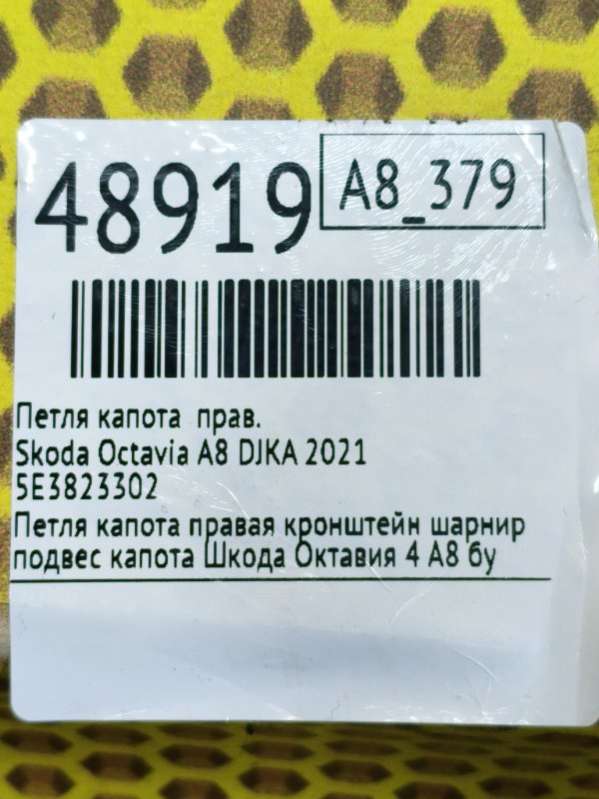 48919
A8_379
Петля капота прав.
Skoda Octavia A8 DJKA 2021
5E3823302
Петля капота правая кронштейн шарнир
подвес капота Шкода Октавия 4 А8 бу